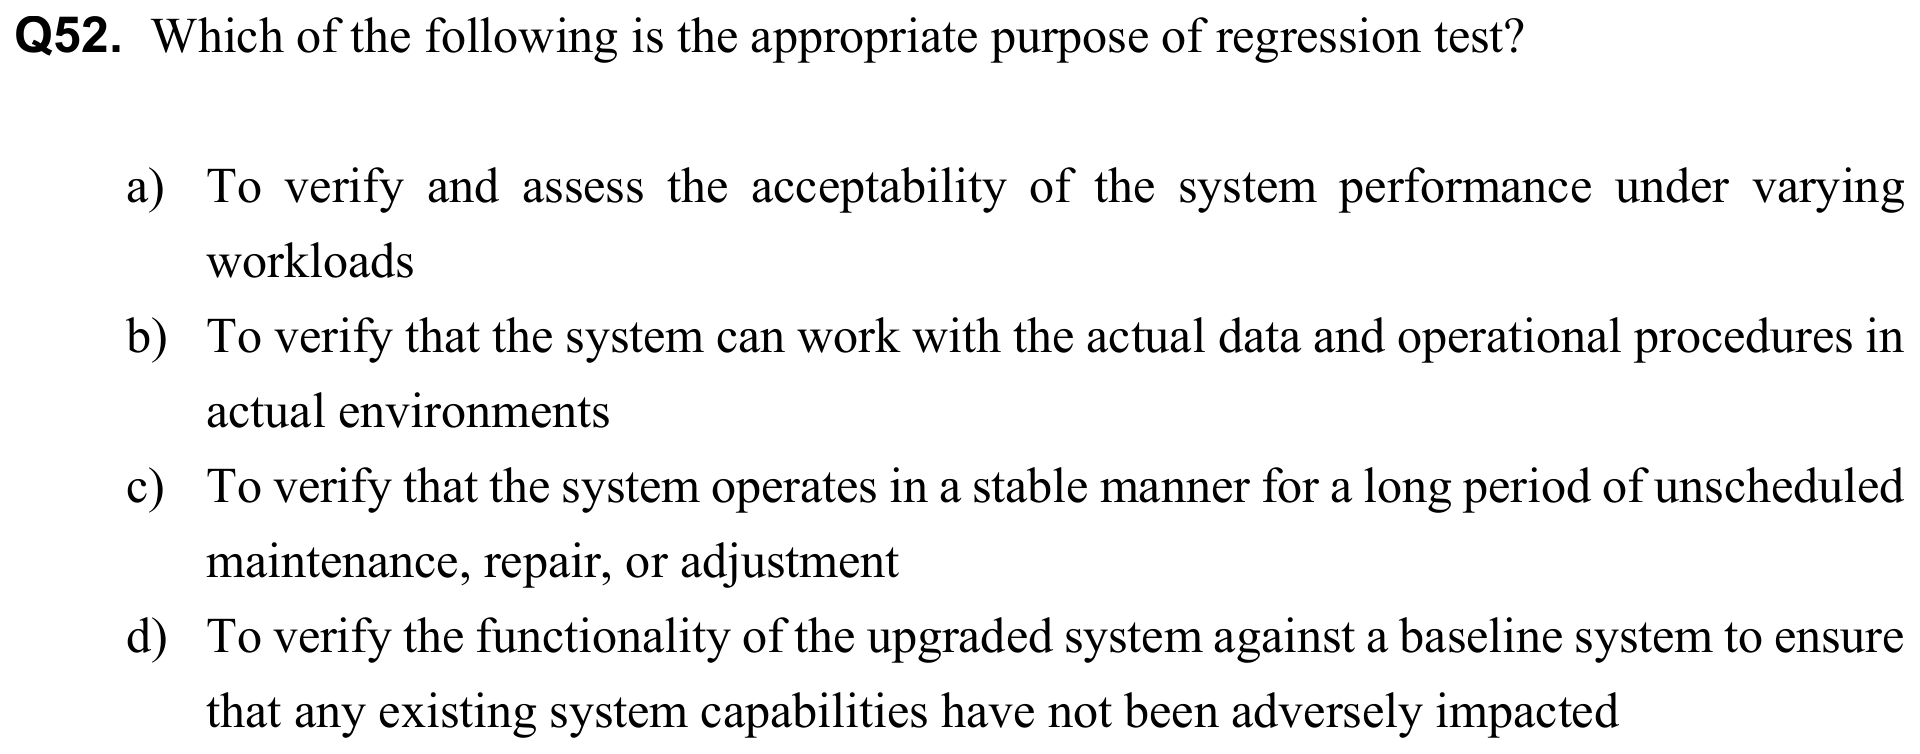 Q52. Which of the following is the appropriate purpose of regression test?
a) To verify and assess the acceptability of the system performance under varying
workloads
b) To verify that the system can work with the actual data and operational procedures in
actual environments
c) To verify that the system operates in a stable manner for a long period of unscheduled
maintenance, repair, or adjustment
d) To verify the functionality of the upgraded system against a baseline system to ensure
that any existing system capabilities have not been adversely impacted